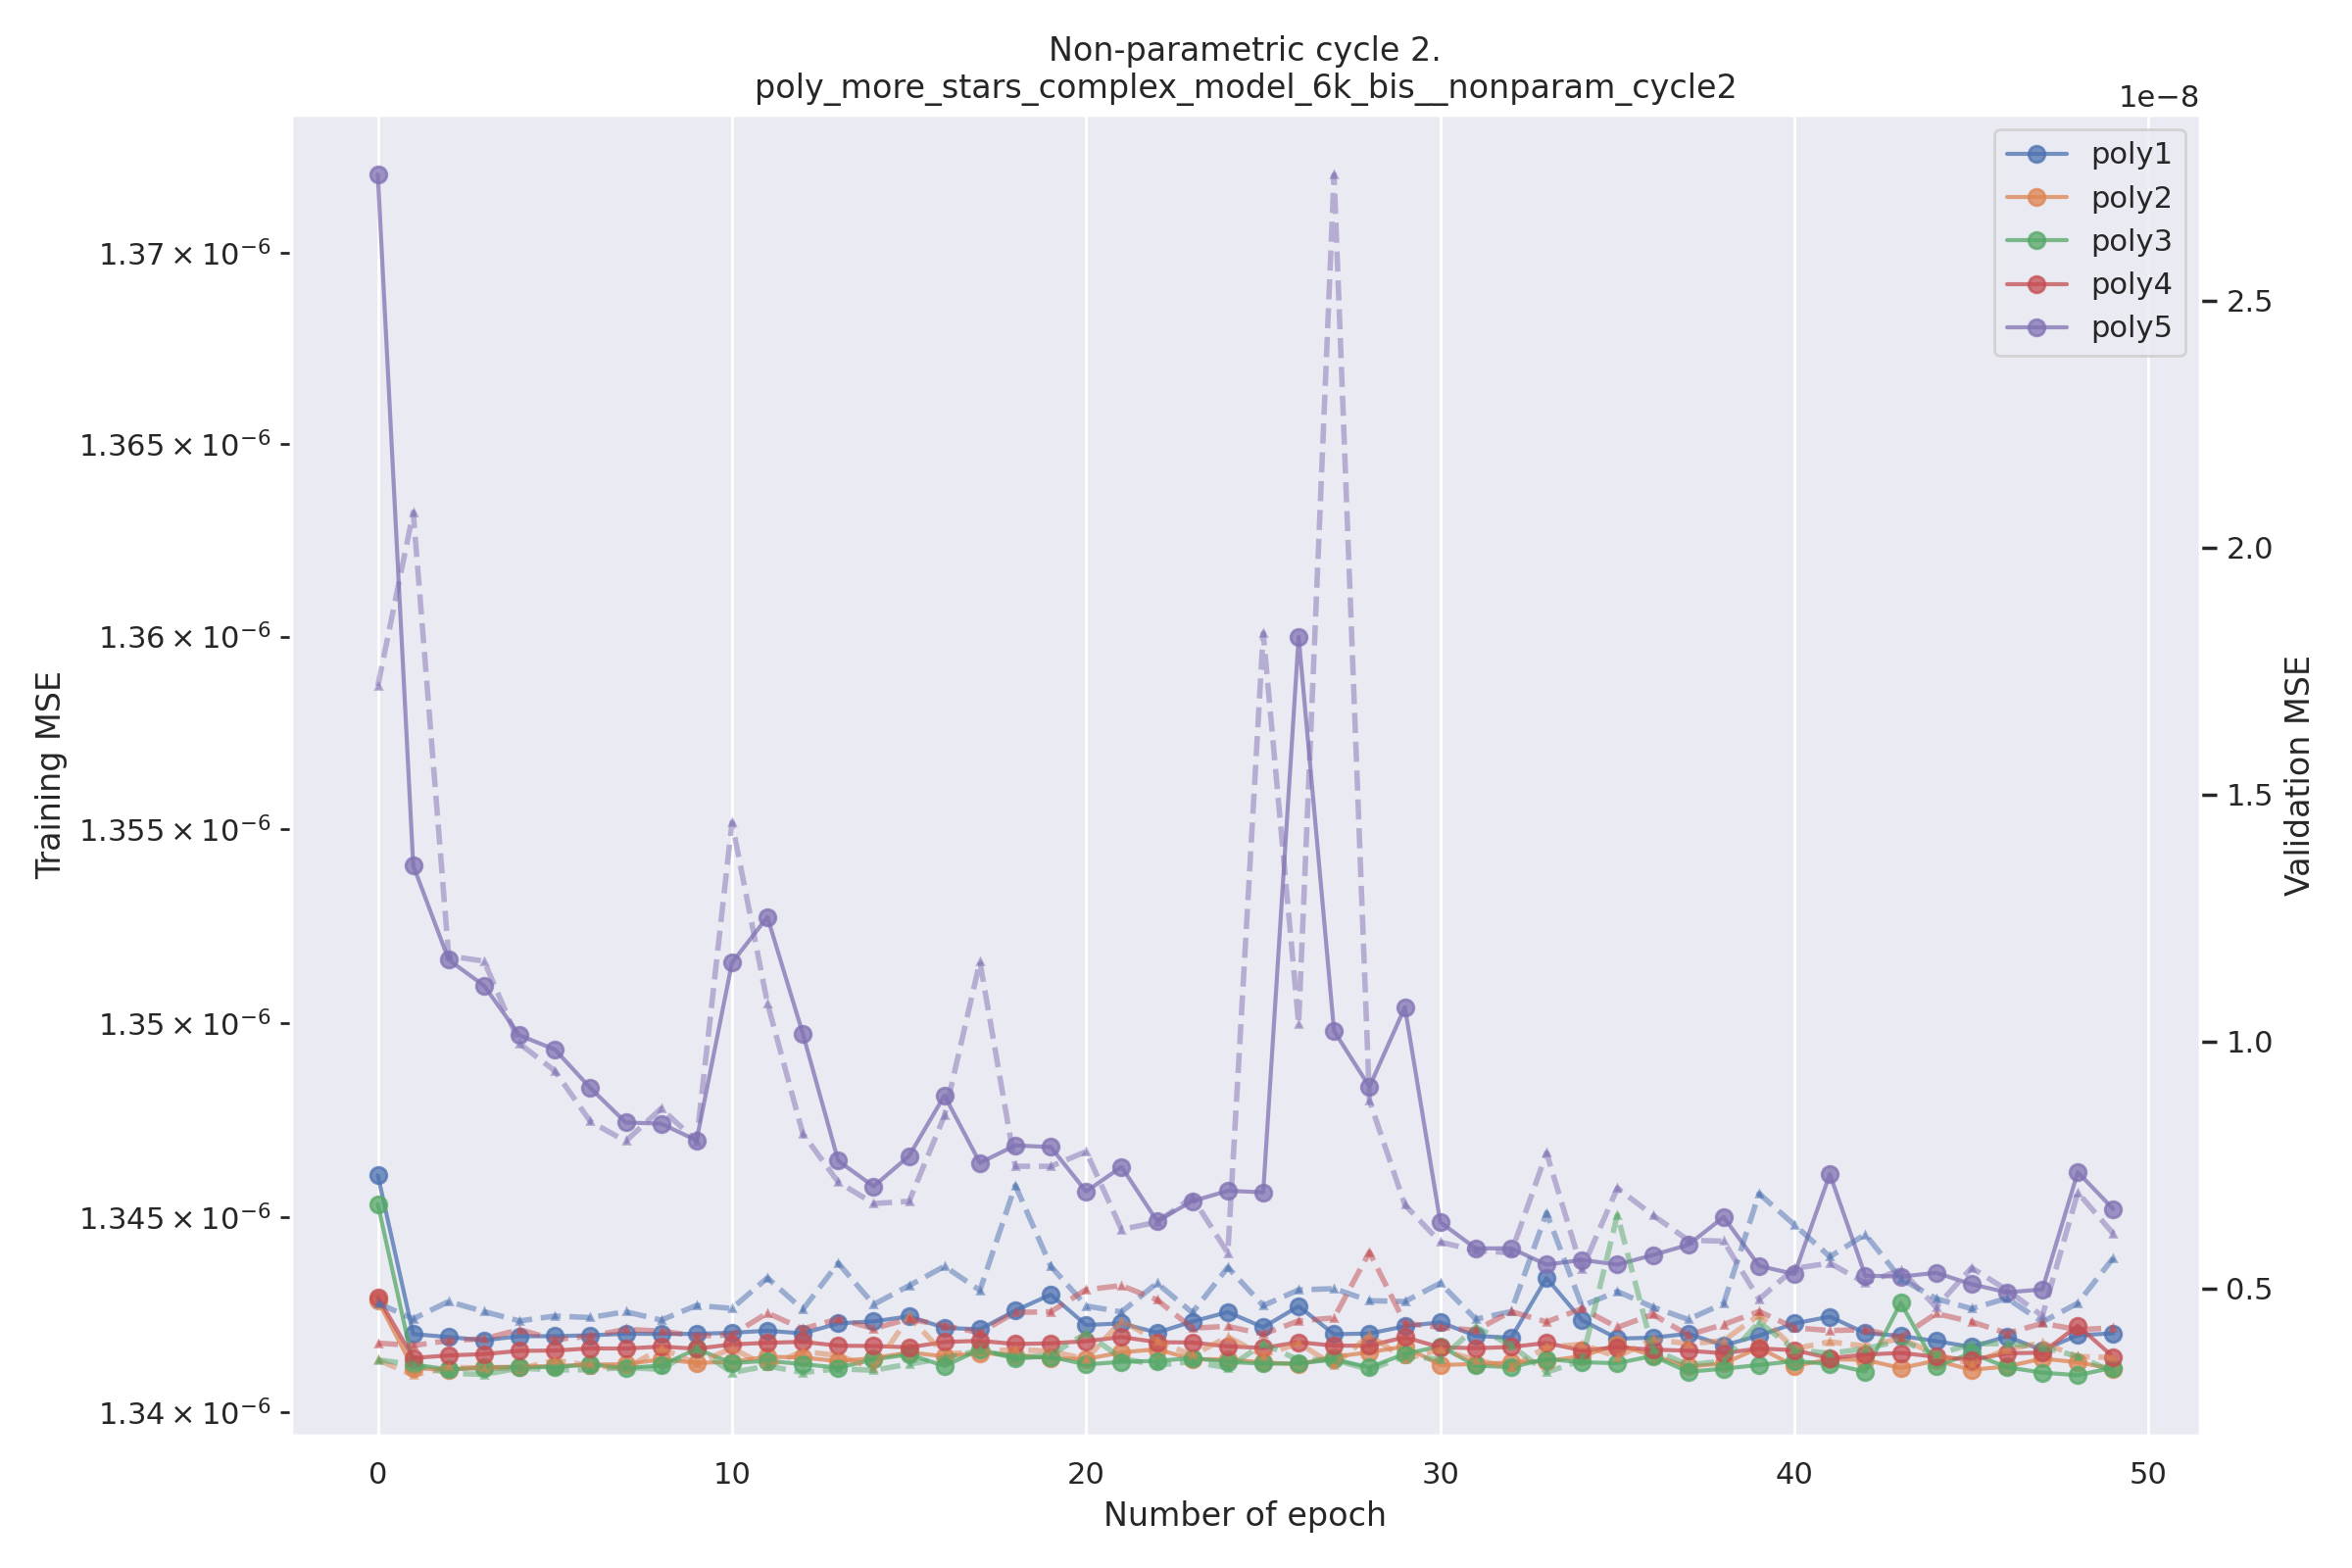 Non-parametric cycle 2.
poly_more_stars_complex_model_6k_bis__nonparam_cycle2
1e−8
poly1
poly2
poly3
poly4
poly5
1.37 × 10⁻⁶
1.365 × 10⁻⁶
1.36 × 10⁻⁶
1.355 × 10⁻⁶
1.35 × 10⁻⁶
1.345 × 10⁻⁶
1.34 × 10⁻⁶
Training MSE
2.5
2.0
1.5
1.0
0.5
Validation MSE
0 10 20 30 40 50
Number of epoch